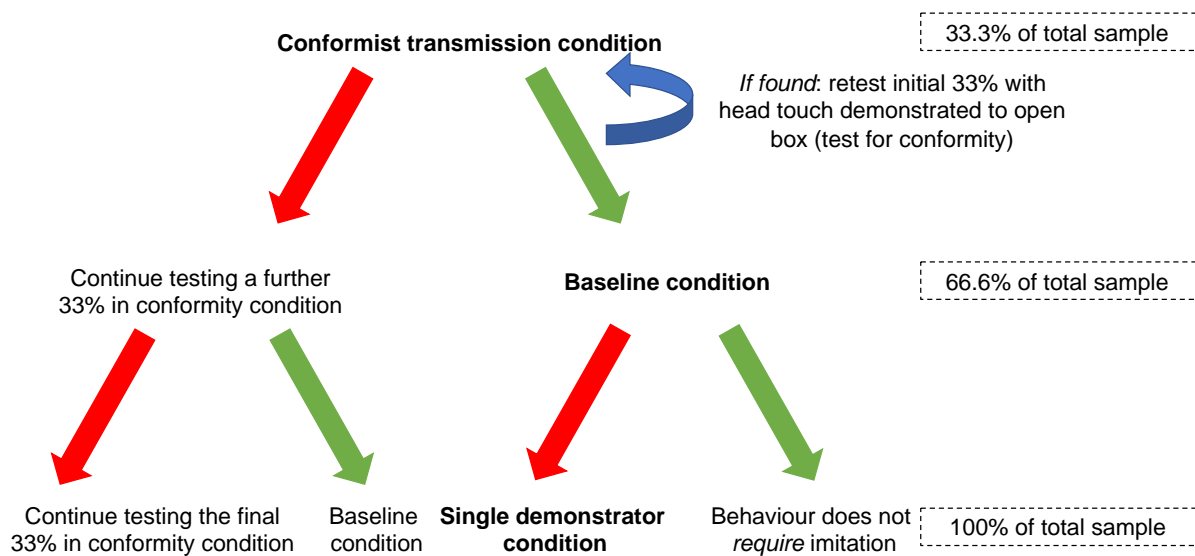 Conformist transmission condition
33.3% of total sample
If found: retest initial 33% with
head touch demonstrated to open
box (test for conformity)
Continue testing a further
33% in conformity condition
Baseline condition
66.6% of total sample
Continue testing the final
33% in conformity condition
Baseline
condition
Single demonstrator
condition
Behaviour does not
require imitation
100% of total sample